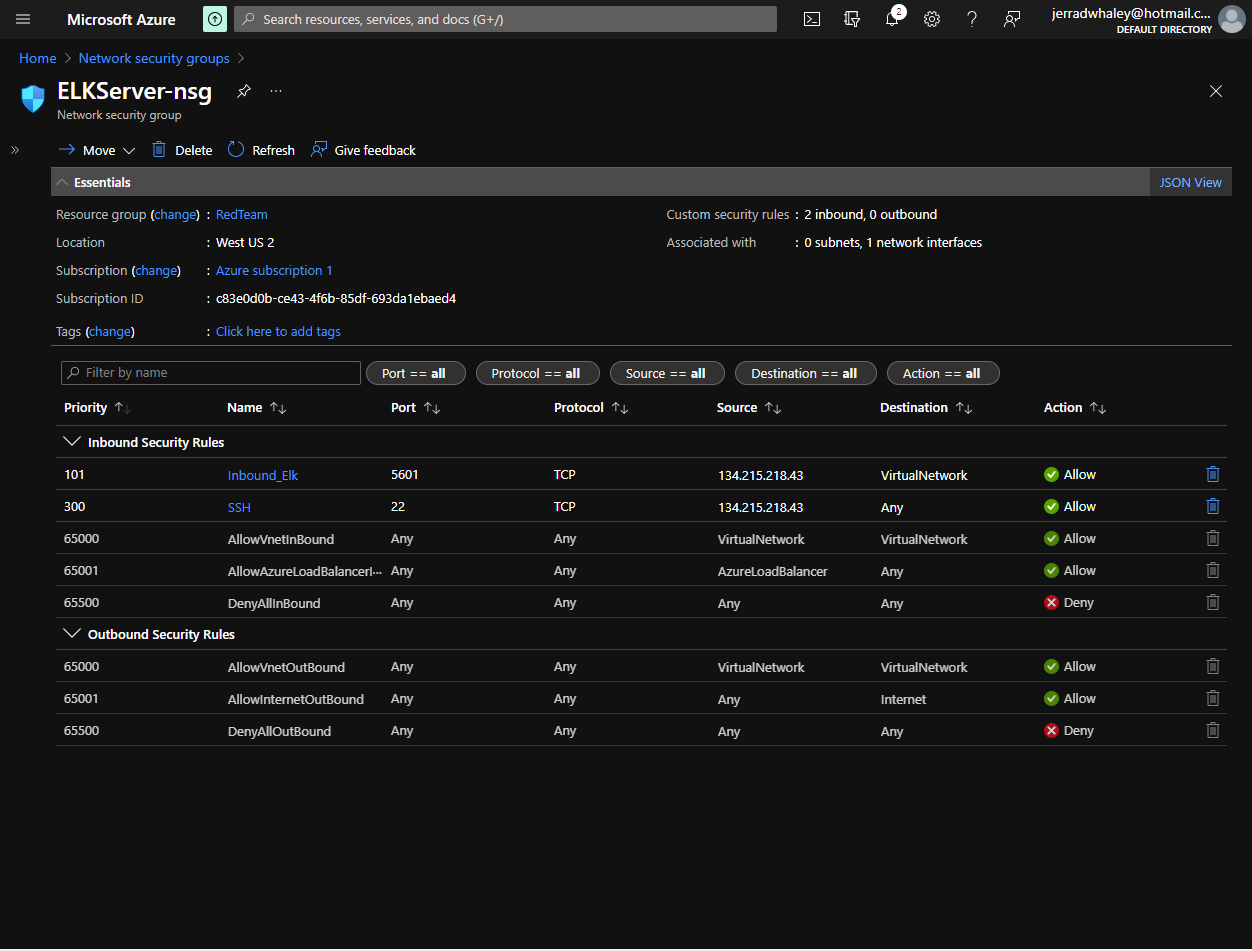 Microsoft Azure
Search resources, services, and docs (G+/)
2
jerradwhaley@hotmail.c...
DEFAULT DIRECTORY
Home > Network security groups >
ELKServer-nsg ...
Network security group
» Move Delete Refresh Give feedback
Essentials JSON View
Resource group (change) : RedTeam
Location : West US 2
Subscription (change) : Azure subscription 1
Subscription ID : c83e0d0b-ce43-4f6b-85df-693da1ebaed4
Tags (change) : Click here to add tags
Custom security rules : 2 inbound, 0 outbound
Associated with : 0 subnets, 1 network interfaces
Filter by name Port == all Protocol == all Source == all Destination == all Action == all
Priority ↑↓ Name ↑↓ Port ↑↓ Protocol ↑↓ Source ↑↓ Destination ↑↓ Action ↑↓
Inbound Security Rules
101 Inbound_Elk 5601 TCP 134.215.218.43 VirtualNetwork Allow
300 SSH 22 TCP 134.215.218.43 Any Allow
65000 AllowVnetInBound Any Any VirtualNetwork VirtualNetwork Allow
65001 AllowAzureLoadBalancerI... Any Any AzureLoadBalancer Any Allow
65500 DenyAllInBound Any Any Any Any Deny
Outbound Security Rules
65000 AllowVnetOutBound Any Any VirtualNetwork VirtualNetwork Allow
65001 AllowInternetOutBound Any Any Any Internet Allow
65500 DenyAllOutBound Any Any Any Any Deny